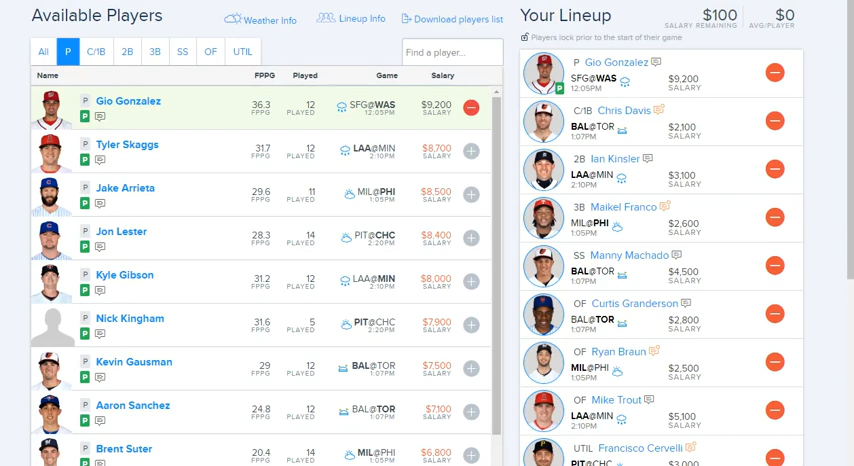 Available Players
Weather Info
Lineup Info
Download players list
All P C/1B 2B 3B SS OF UTIL
Find a player...
Name FPPG Played Game Salary
P Gio Gonzalez 36.3 12 SFG@WAS $9,200
P FPPG PLAYED 12:05PM SALARY
P Tyler Skaggs 31.7 12 LAA@MIN $8,700
P FPPG PLAYED 2:10PM SALARY
P Jake Arrieta 29.6 11 MIL@PHI $8,500
P FPPG PLAYED 1:05PM SALARY
P Jon Lester 28.3 14 PIT@CHC $8,400
P FPPG PLAYED 2:20PM SALARY
P Kyle Gibson 31.2 12 LAA@MIN $8,000
P FPPG PLAYED 2:10PM SALARY
P Nick Kingham 31.6 5 PIT@CHC $7,900
P FPPG PLAYED 2:20PM SALARY
P Kevin Gausman 29 12 BAL@TOR $7,500
P FPPG PLAYED 1:07PM SALARY
P Aaron Sanchez 24.8 12 BAL@TOR $7,100
P FPPG PLAYED 1:07PM SALARY
P Brent Suter 20.4 14 MIL@PHI $6,800
P FPPG PLAYED 1:05PM SALARY
Your Lineup
$100 $0
SALARY REMAINING AVG/PLAYER
Players lock prior to the start of their game
P Gio Gonzalez
SFG@WAS $9,200
P 12:05PM SALARY
C/1B Chris Davis
BAL@TOR $2,100
1:07PM SALARY
2B Ian Kinsler
LAA@MIN $3,100
2:10PM SALARY
3B Maikel Franco
MIL@PHI $2,600
1:05PM SALARY
SS Manny Machado
BAL@TOR $4,500
1:07PM SALARY
OF Curtis Granderson
BAL@TOR $2,800
1:07PM SALARY
OF Ryan Braun
MIL@PHI $2,500
1:05PM SALARY
OF Mike Trout
LAA@MIN $5,100
2:10PM SALARY
UTIL Francisco Cervelli
PIT@CHC $3,000